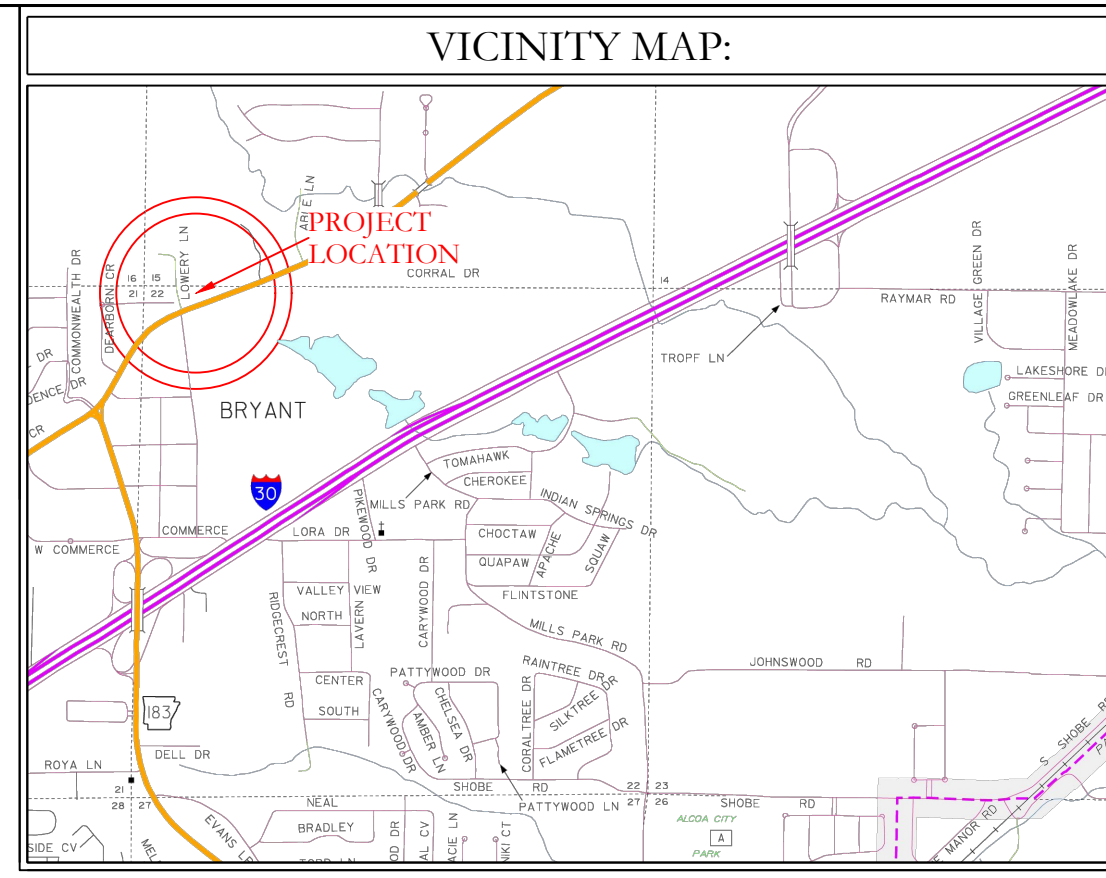 VICINITY MAP:
PROJECT
LOCATION
LOWERY LN
CORRAL DR
COMMONWEALTH DR
DEARBORN CR
16 15
21 22
14
RAYMAR RD
VILLAGE GREEN DR
MEADOWLAKE DR
TROPF LN
LAKESHORE
GREENLEAF DR
DR
CR
BRYANT
30
TOMAHAWK
CHEROKEE
MILLS PARK RD
INDIAN SPRINGS DR
PIKEWOOD DR
COMMERCE
W COMMERCE
LORA DR
CHOCTAW
APACHE
SQUAW
QUAPAW
FLINTSTONE
VALLEY VIEW
NORTH
LAVERN
CARYWOOD DR
RIDGECREST RD
MILLS PARK RD
CENTER
SOUTH
PATTYWOOD DR
RAINTREE DR
JOHNSWOOD RD
CARYWOOD DR
AMBER LN
CHELSEA DR
CORALTREE DR
SILKTREE DR
FLAMETREE DR
183
DELL DR
ROYA LN
SHOBE RD
PATTYWOOD LN
22 23
27 26
21
28 27
SHOBE RD
S SHOBE
MANOR RD
NEAL
BRADLEY
EVANS
ALCOA CITY
A
PARK
SIDE CV